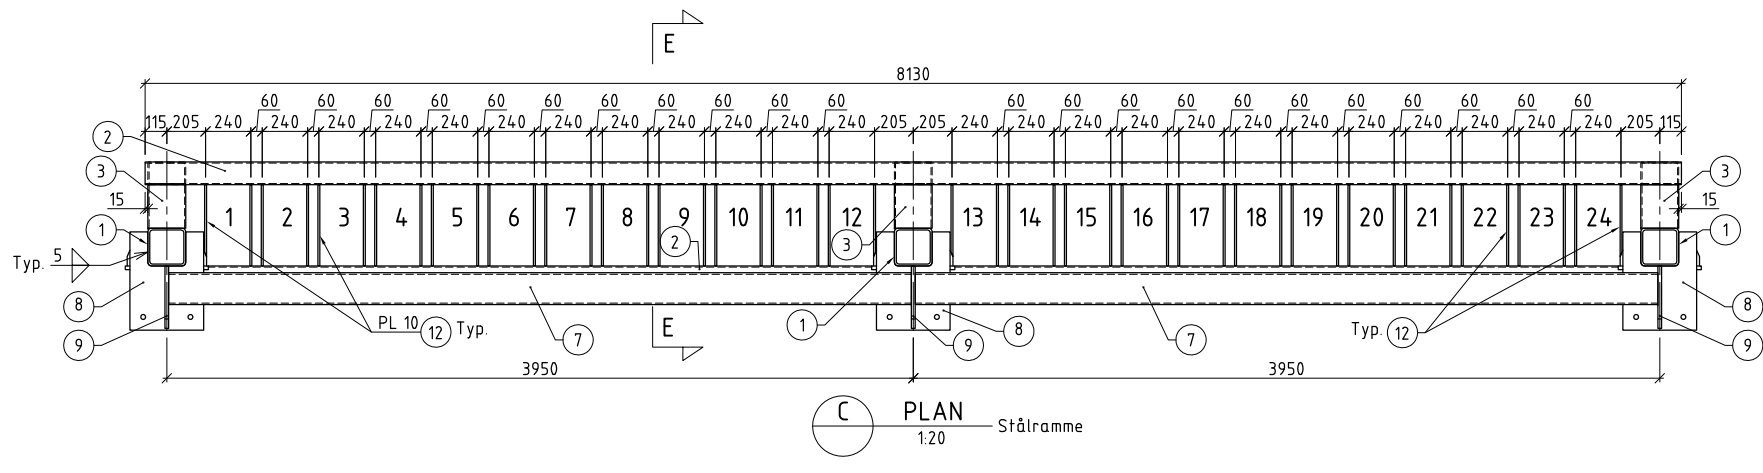 E
8130
60 60 60 60 60 60 60 60 60 60 60 60 60 60 60 60 60 60 60 60 60 60
115 205 240 240 240 240 240 240 240 240 240 240 240 240 205 205 240 240 240 240 240 240 240 240 240 240 240 240 205 115
2
3 3
15 15
1 2 3 4 5 6 7 8 9 10 11 12 13 14 15 16 17 18 19 20 21 22 23 24
1 2 3 1
Typ. 5
8 1 8 8
PL 10 12 Typ. E Typ. 12
9 7 9 7 9
3950 3950
C PLAN
1:20 Stålramme